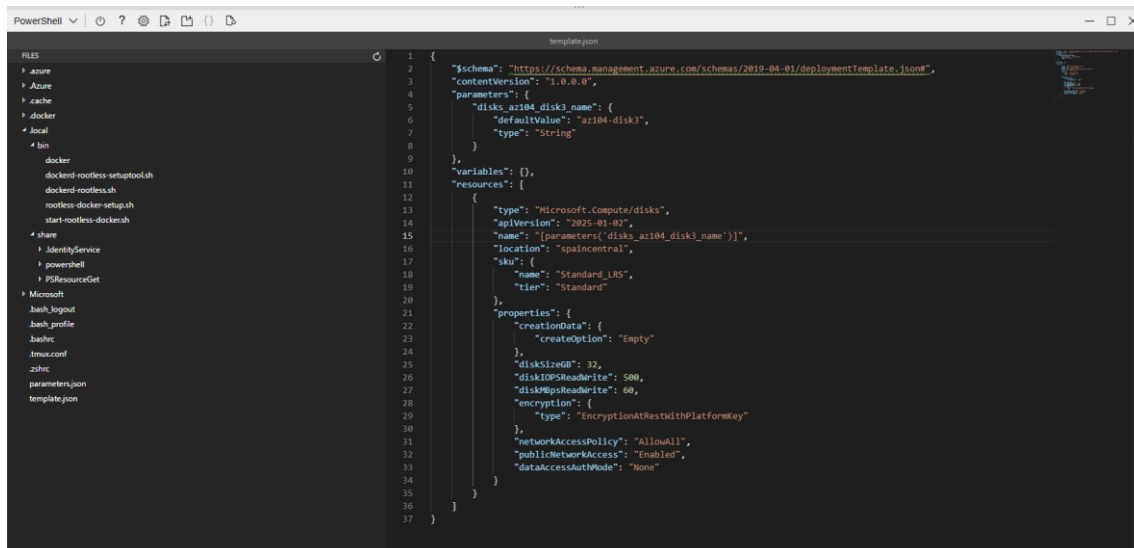 PowerShell
template.json
FILES
.azure
.Azure
.cache
.docker
.local
bin
docker
dockerd-rootless-setuptool.sh
dockerd-rootless.sh
rootless-docker-setup.sh
start-rootless-docker.sh
share
.IdentityService
powershell
PSResourceGet
Microsoft
.bash_logout
.bash_profile
.bashrc
.tmux.conf
.zshrc
parameters.json
template.json
1 {
2 "$schema": "https://schema.management.azure.com/schemas/2019-04-01/deploymentTemplate.json#",
3 "contentVersion": "1.0.0.0",
4 "parameters": {
5 "disks_az104_disk3_name": {
6 "defaultValue": "az104-disk3",
7 "type": "String"
8 }
9 },
10 "variables": {},
11 "resources": [
12 {
13 "type": "Microsoft.Compute/disks",
14 "apiVersion": "2025-01-02",
15 "name": "[parameters('disks_az104_disk3_name')]",
16 "location": "spaincentral",
17 "sku": {
18 "name": "Standard_LRS",
19 "tier": "Standard"
20 },
21 "properties": {
22 "creationData": {
23 "createOption": "Empty"
24 },
25 "diskSizeGB": 32,
26 "diskIOPSReadWrite": 500,
27 "diskMBpsReadWrite": 60,
28 "encryption": {
29 "type": "EncryptionAtRestWithPlatformKey"
30 },
31 "networkAccessPolicy": "AllowAll",
32 "publicNetworkAccess": "Enabled",
33 "dataAccessAuthMode": "None"
34 }
35 }
36 ]
37 }